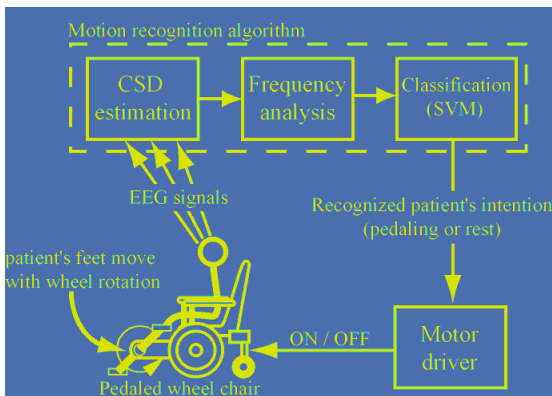 Motion recognition algorithm
CSD
estimation
Frequency
analysis
Classification
(SVM)
EEG signals
Recognized patient's intention
(pedaling or rest)
patient's feet move
with wheel rotation
ON / OFF
Motor
driver
Pedaled wheel chair